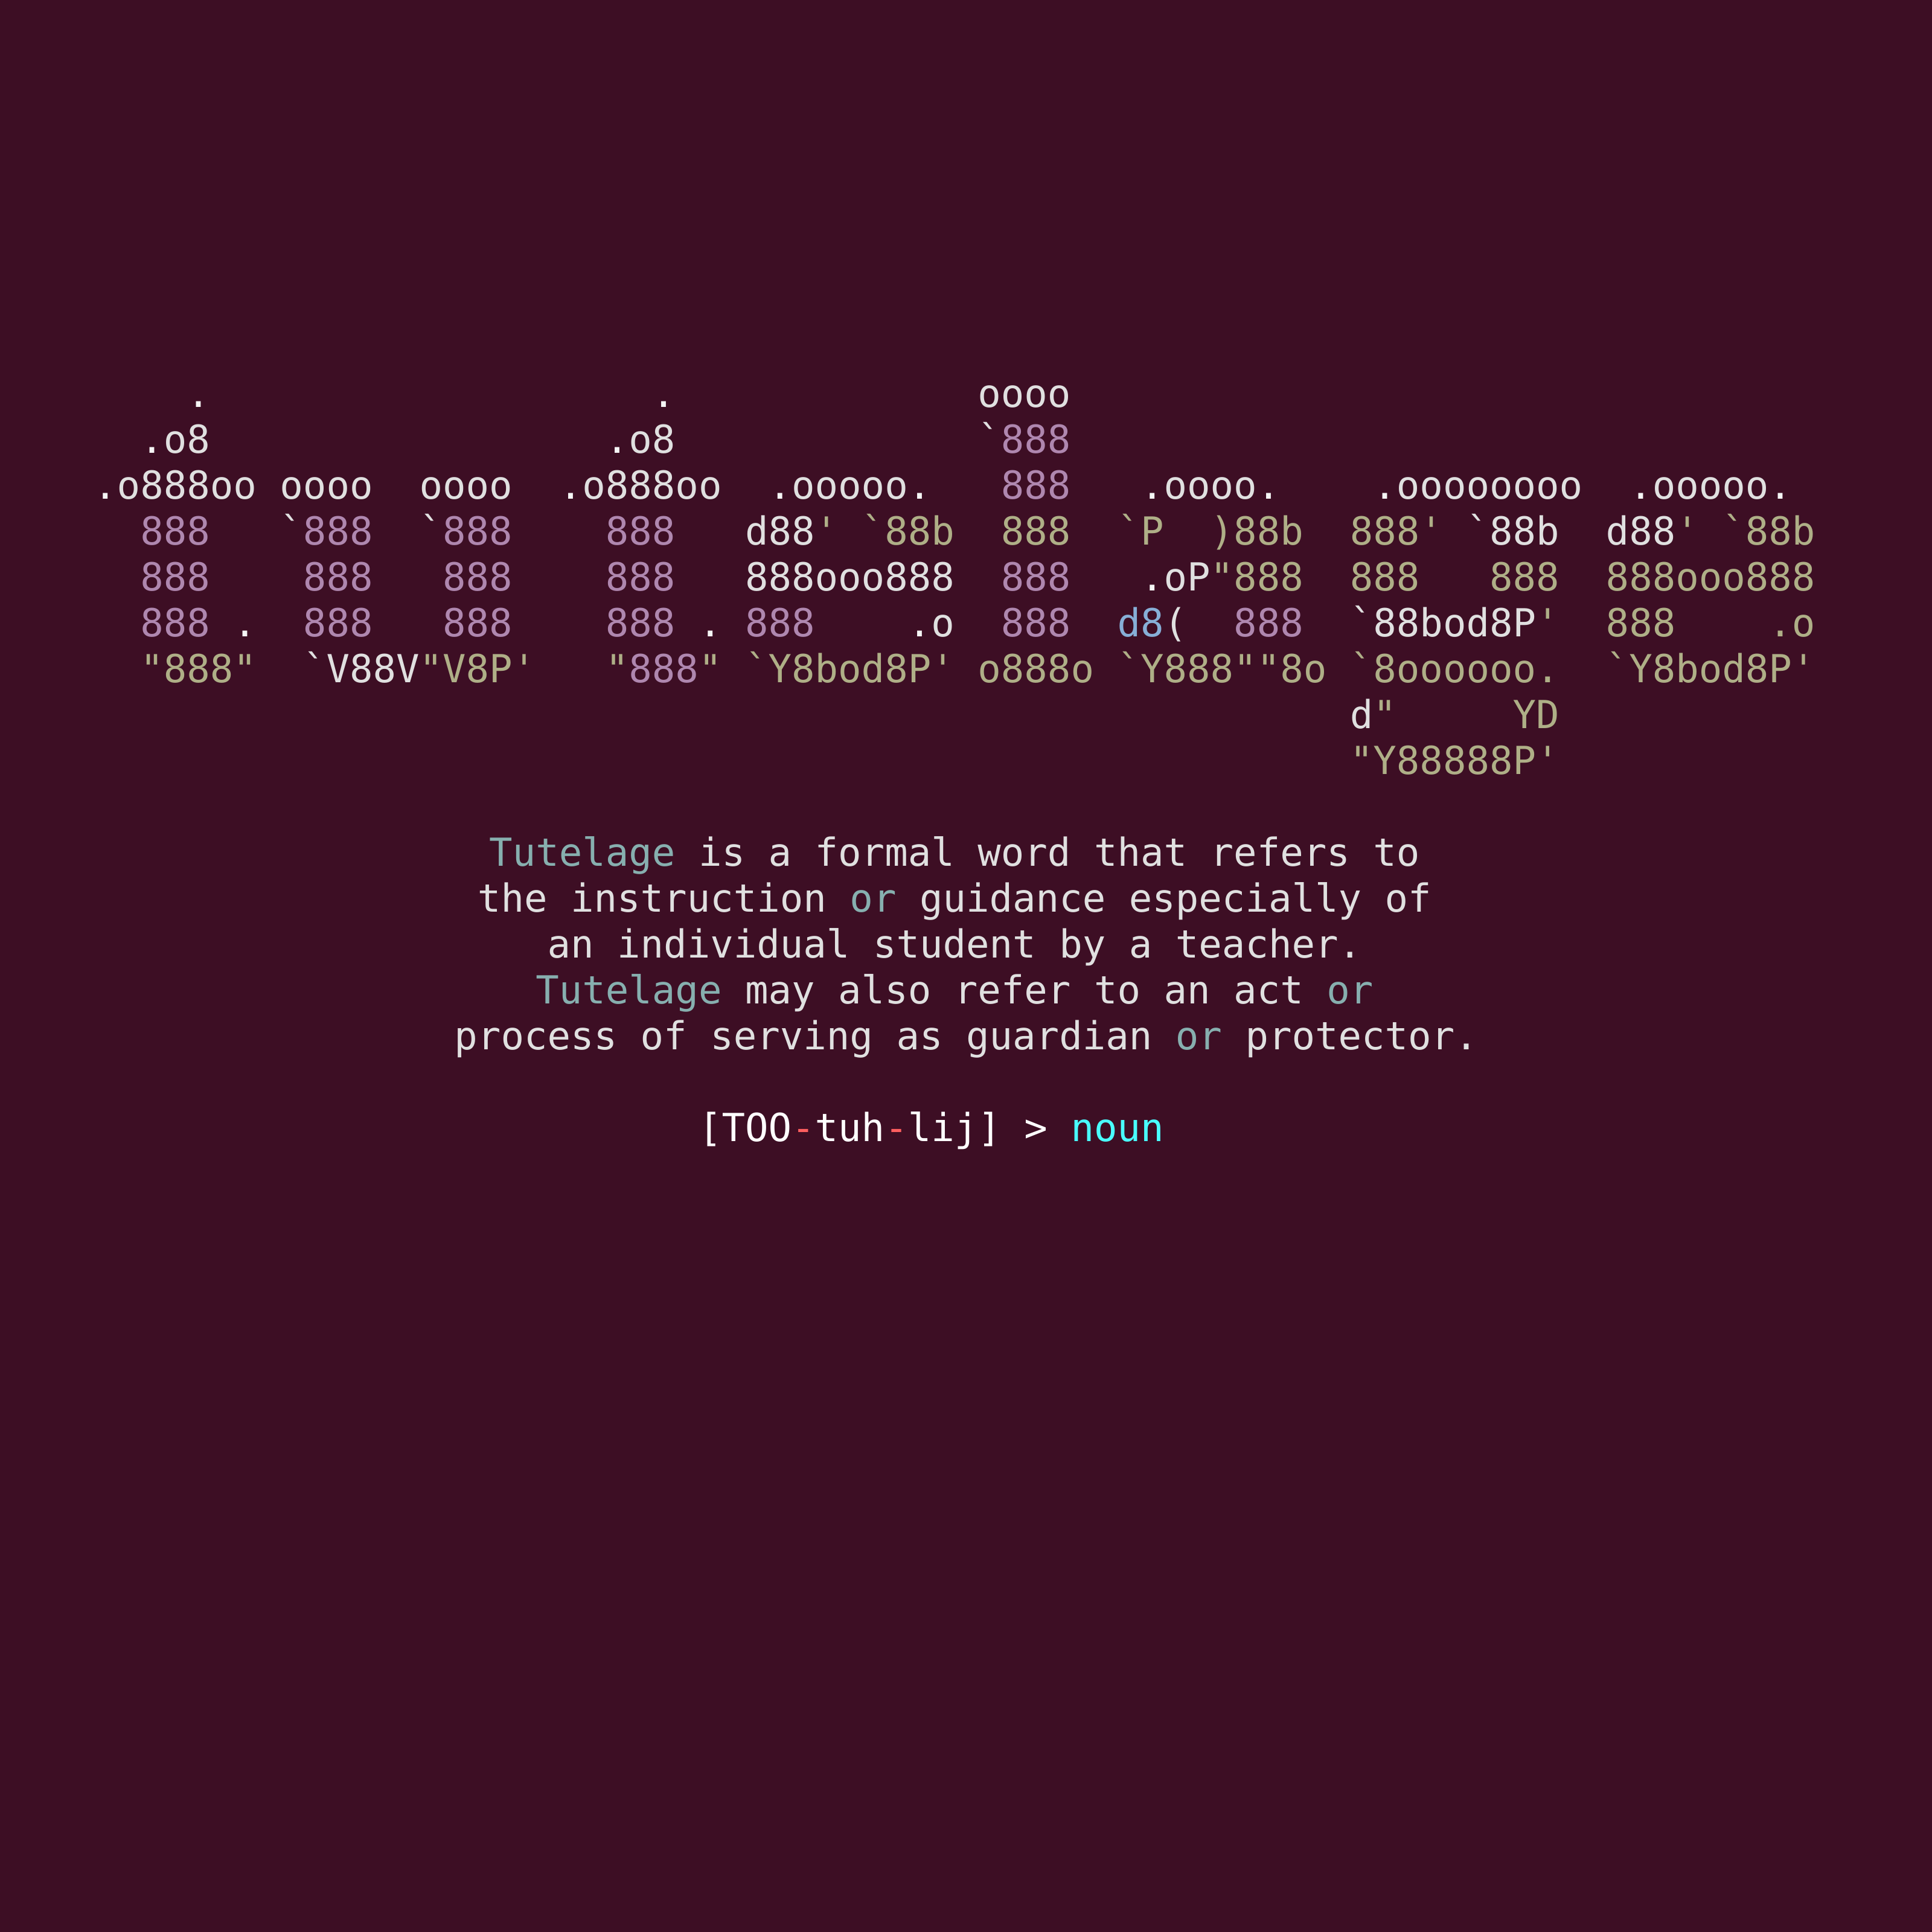 .                   .             oooo
  .o8                 .o8             `888
.o888oo oooo  oooo  .o888oo  .ooooo.   888   .oooo.    .oooooooo  .ooooo.
  888   `888  `888    888   d88' `88b  888  `P  )88b  888' `88b  d88' `88b
  888    888   888    888   888ooo888  888   .oP"888  888   888  888ooo888
  888 .  888   888    888 . 888    .o  888  d8(  888  `88bod8P'  888    .o
  "888"  `V88V"V8P'   "888" `Y8bod8P' o888o `Y888""8o `8oooooo.  `Y8bod8P'
                                                      d"     YD
                                                      "Y88888P'
Tutelage is a formal word that refers to
the instruction or guidance especially of
an individual student by a teacher.
Tutelage may also refer to an act or
process of serving as guardian or protector.
[TOO-tuh-lij] > noun